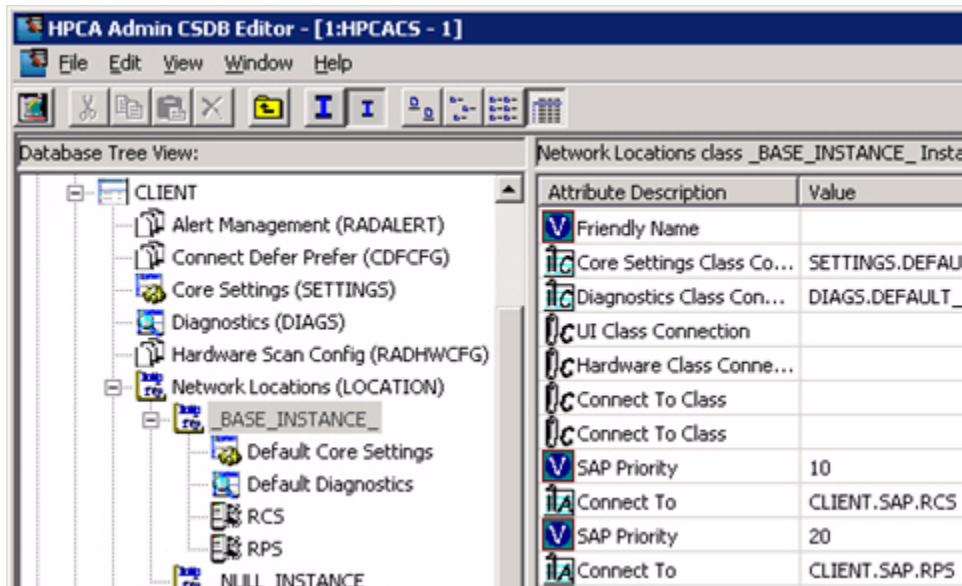 HPCA Admin CSDB Editor - [1:HPCACS - 1]
File Edit View Window Help
Database Tree View:
CLIENT
Alert Management (RADALERT)
Connect Defer Prefer (CDFCFG)
Core Settings (SETTINGS)
Diagnostics (DIAGS)
Hardware Scan Config (RADHWCFG)
Network Locations (LOCATION)
_BASE_INSTANCE_
Default Core Settings
Default Diagnostics
RCS
RPS
_NULL_INSTANCE_
Network Locations class _BASE_INSTANCE_ Insta
Attribute Description Value
Friendly Name
Core Settings Class Co... SETTINGS.DEFAU
Diagnostics Class Con... DIAGS.DEFAULT_
UI Class Connection
Hardware Class Conne...
Connect To Class
Connect To Class
SAP Priority 10
Connect To CLIENT.SAP.RCS
SAP Priority 20
Connect To CLIENT.SAP.RPS